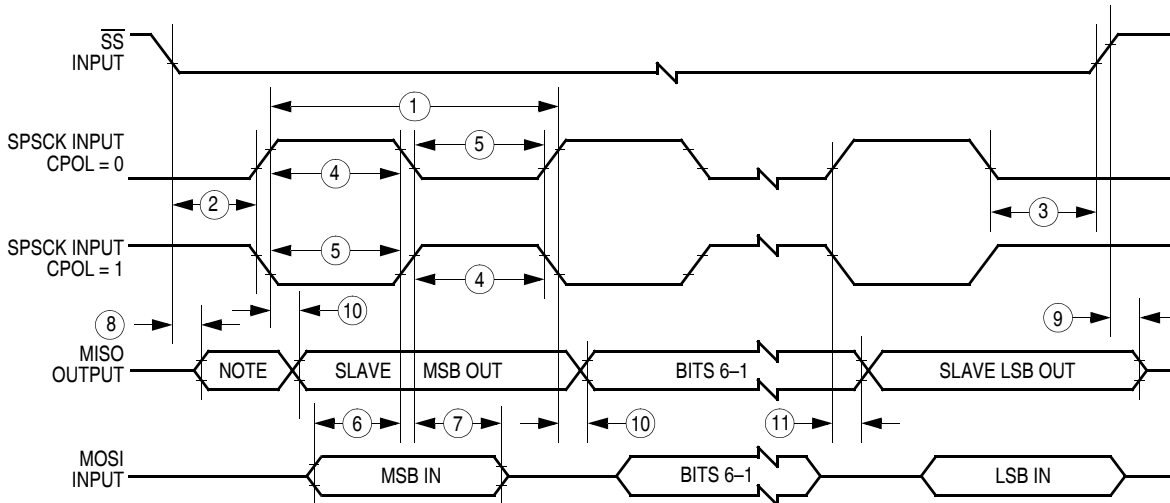 SS
INPUT
1
SPSCK INPUT
CPOL = 0
5
4
2
3
SPSCK INPUT
CPOL = 1
5
4
8
10
9
MISO
OUTPUT
NOTE
SLAVE
MSB OUT
BITS 6–1
SLAVE LSB OUT
6
7
10
11
MOSI
INPUT
MSB IN
BITS 6–1
LSB IN